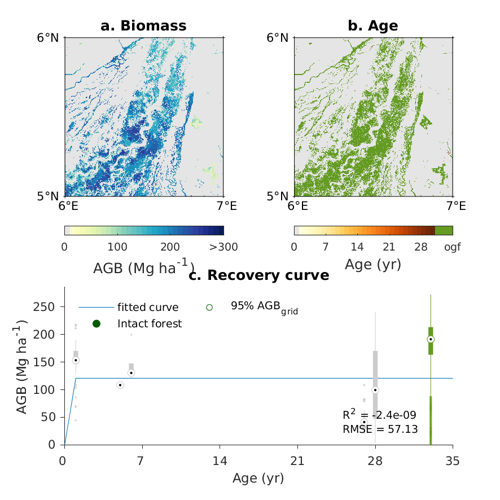 a. Biomass
b. Age
6°N
5°N
6°E
7°E
6°N
5°N
6°E
7°E
0
100
200
>300
AGB (Mg ha⁻¹)
0
7
14
21
28
ogf
Age (yr)
c. Recovery curve
fitted curve
95% AGB_grid
Intact forest
AGB (Mg ha⁻¹)
250
200
150
100
50
0
R² = -2.4e-09
RMSE = 57.13
0
7
14
21
28
35
Age (yr)